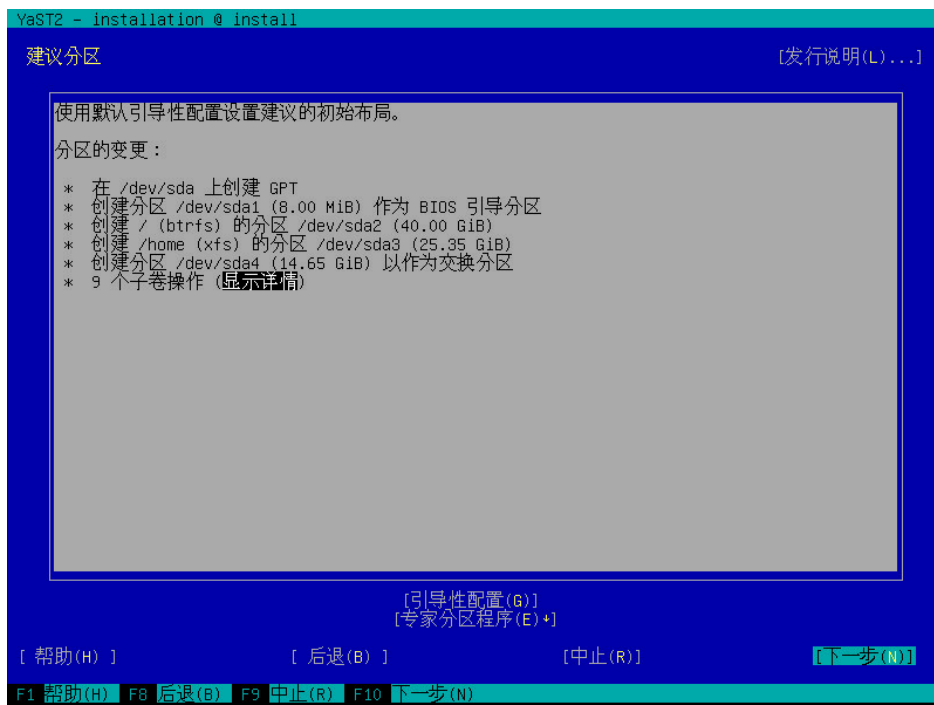 YaST2 - installation @ install
建议分区 [发行说明(L)...]
使用默认引导性配置设置建议的初始布局。
分区的变更：
* 在 /dev/sda 上创建 GPT
* 创建分区 /dev/sda1 (8.00 MiB) 作为 BIOS 引导分区
* 创建 / (btrfs) 的分区 /dev/sda2 (40.00 GiB)
* 创建 /home (xfs) 的分区 /dev/sda3 (25.35 GiB)
* 创建分区 /dev/sda4 (14.65 GiB) 以作为交换分区
* 9 个子卷操作 (显示详情)
[引导性配置(G)]
[专家分区程序(E)↓]
[ 帮助(H) ] [ 后退(B) ] [中止(R)] [下一步(N)]
F1 帮助(H) F8 后退(B) F9 中止(R) F10 下一步(N)